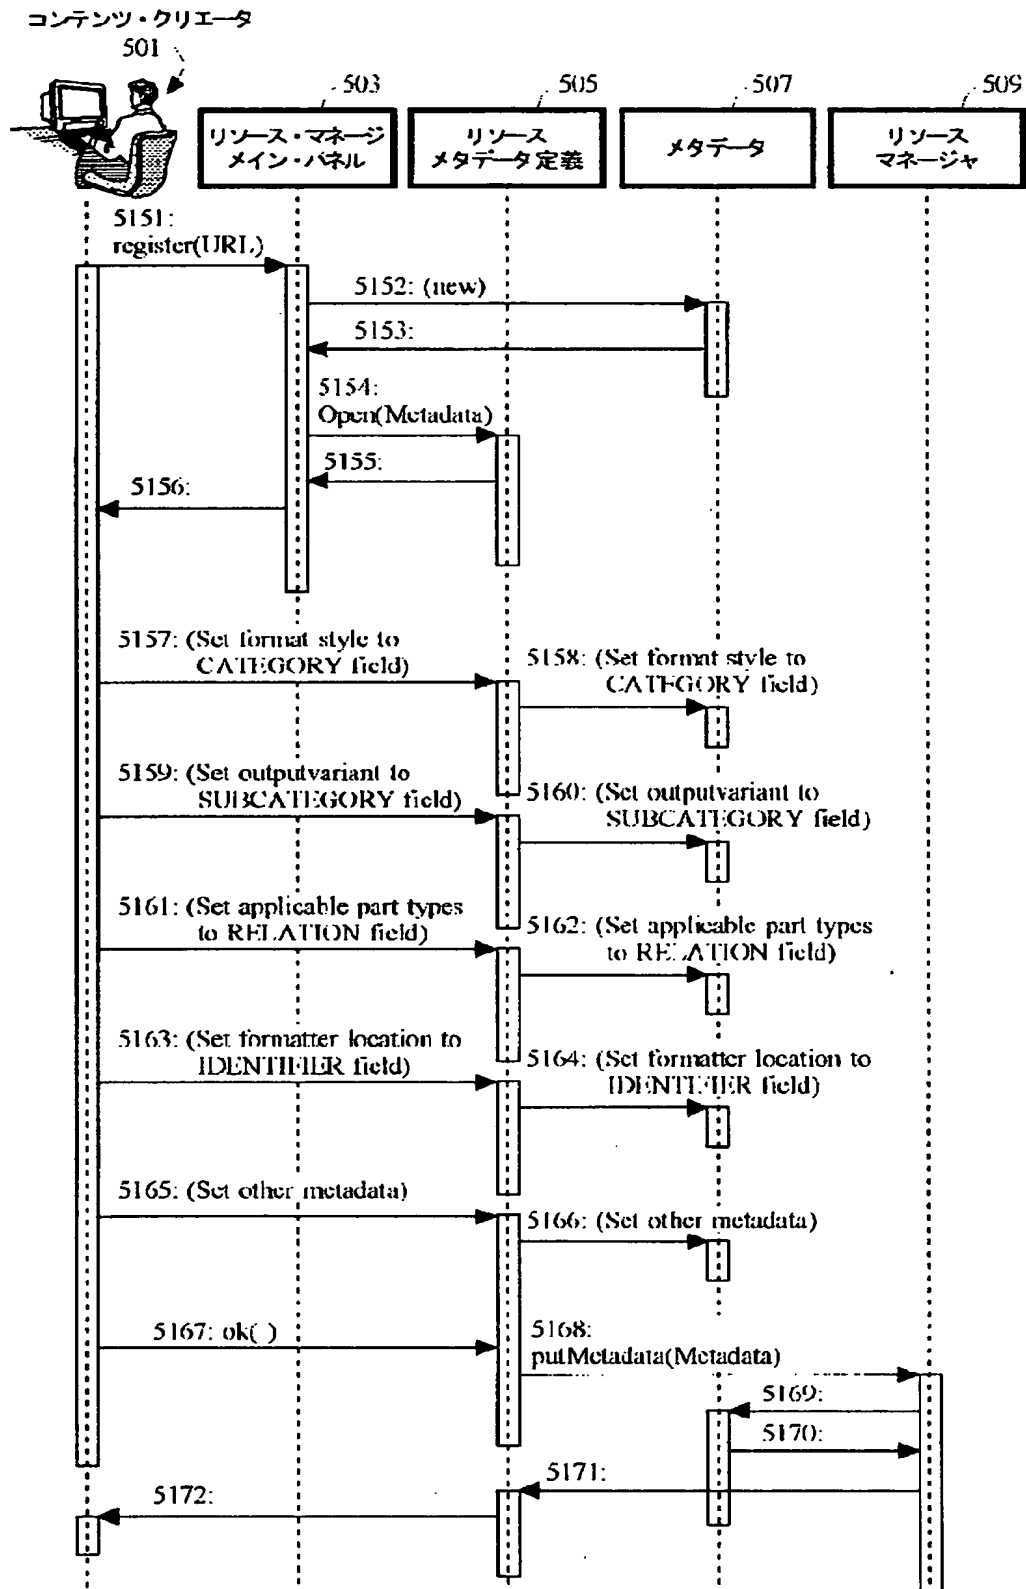 コンテンツ・クリエータ
501
503
505
507
509
リソース・マネージ
メイン・パネル
リソース
メタデータ定義
メタデータ
リソース
マネージャ
5151:
register(URL)
5152: (new)
5153:
5154:
Open(Metadata)
5155:
5156:
5157: (Set format style to
CATEGORY field)
5158: (Set format style to
CATEGORY field)
5159: (Set outputvariant to
SUBCATEGORY field)
5160: (Set outputvariant to
SUBCATEGORY field)
5161: (Set applicable part types
to RELATION field)
5162: (Set applicable part types
to RELATION field)
5163: (Set formatter location to
IDENTIFIER field)
5164: (Set formatter location to
IDENTIFIER field)
5165: (Set other metadata)
5166: (Set other metadata)
5167: ok( )
5168:
putMetadata(Metadata)
5169:
5170:
5171:
5172: